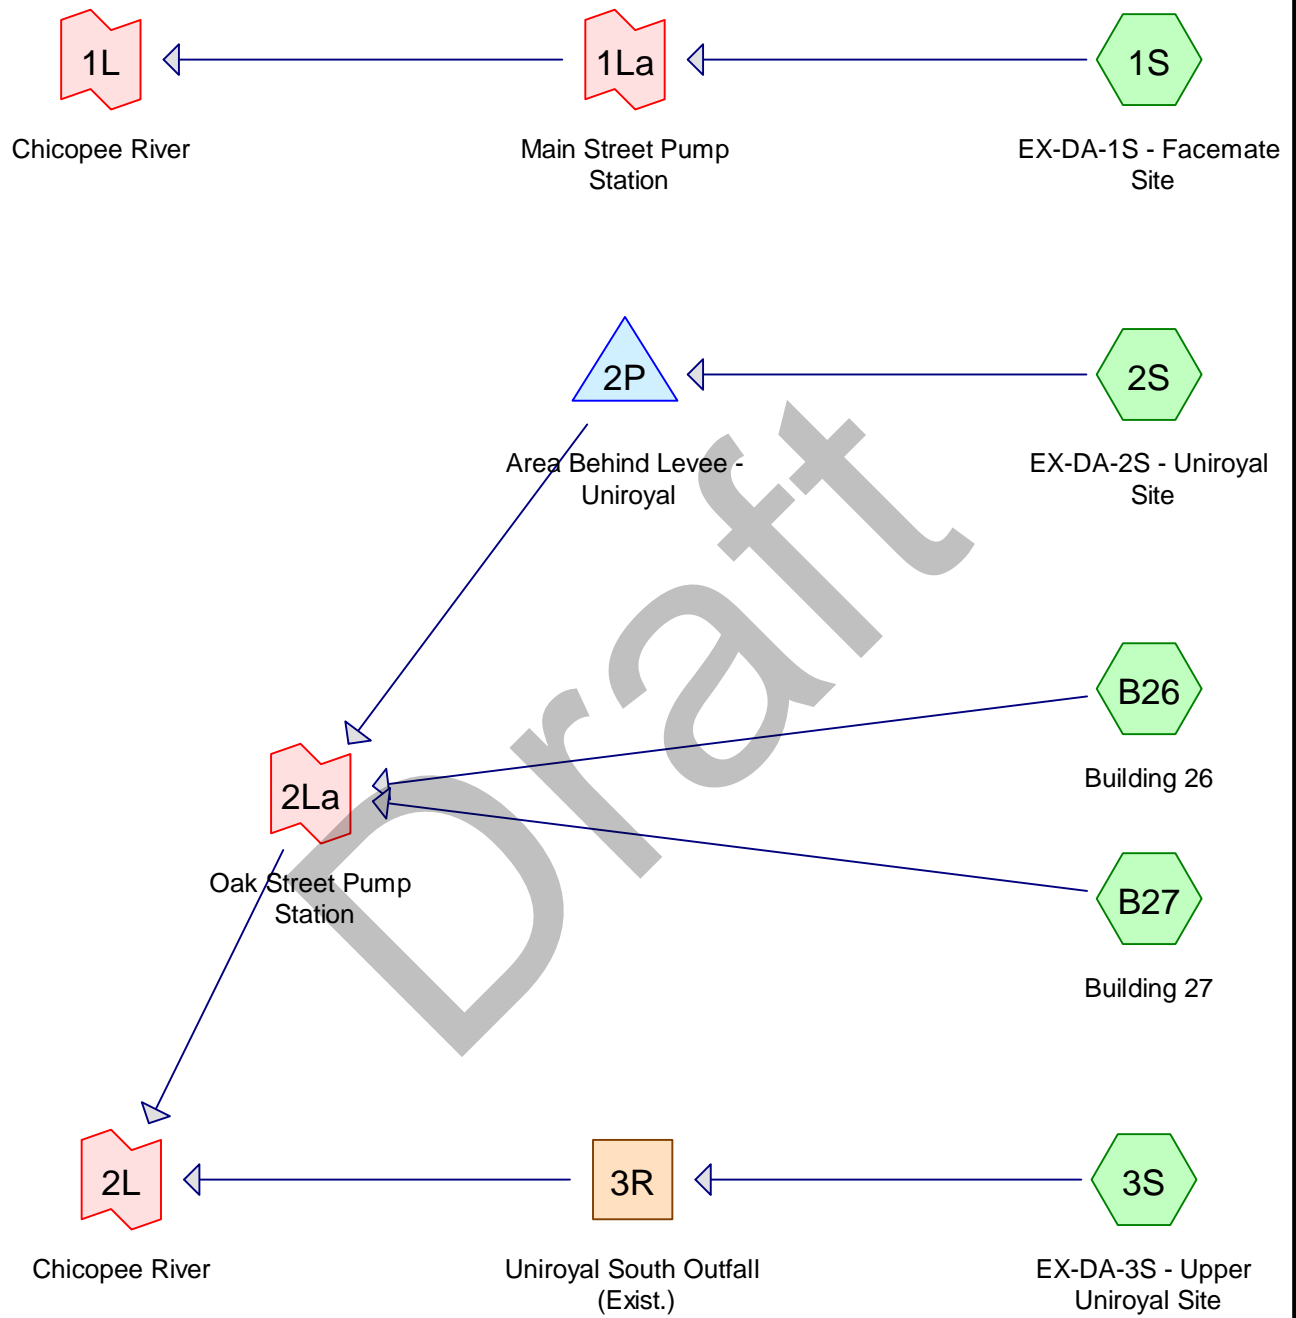 1L
1La
1S
Chicopee River
Main Street Pump
Station
EX-DA-1S - Facemate
Site
2P
2S
Area Behind Levee -
Uniroyal
EX-DA-2S - Uniroyal
Site
B26
Building 26
2La
Oak Street Pump
Station
B27
Building 27
Draft
2L
3R
3S
Chicopee River
Uniroyal South Outfall
(Exist.)
EX-DA-3S - Upper
Uniroyal Site